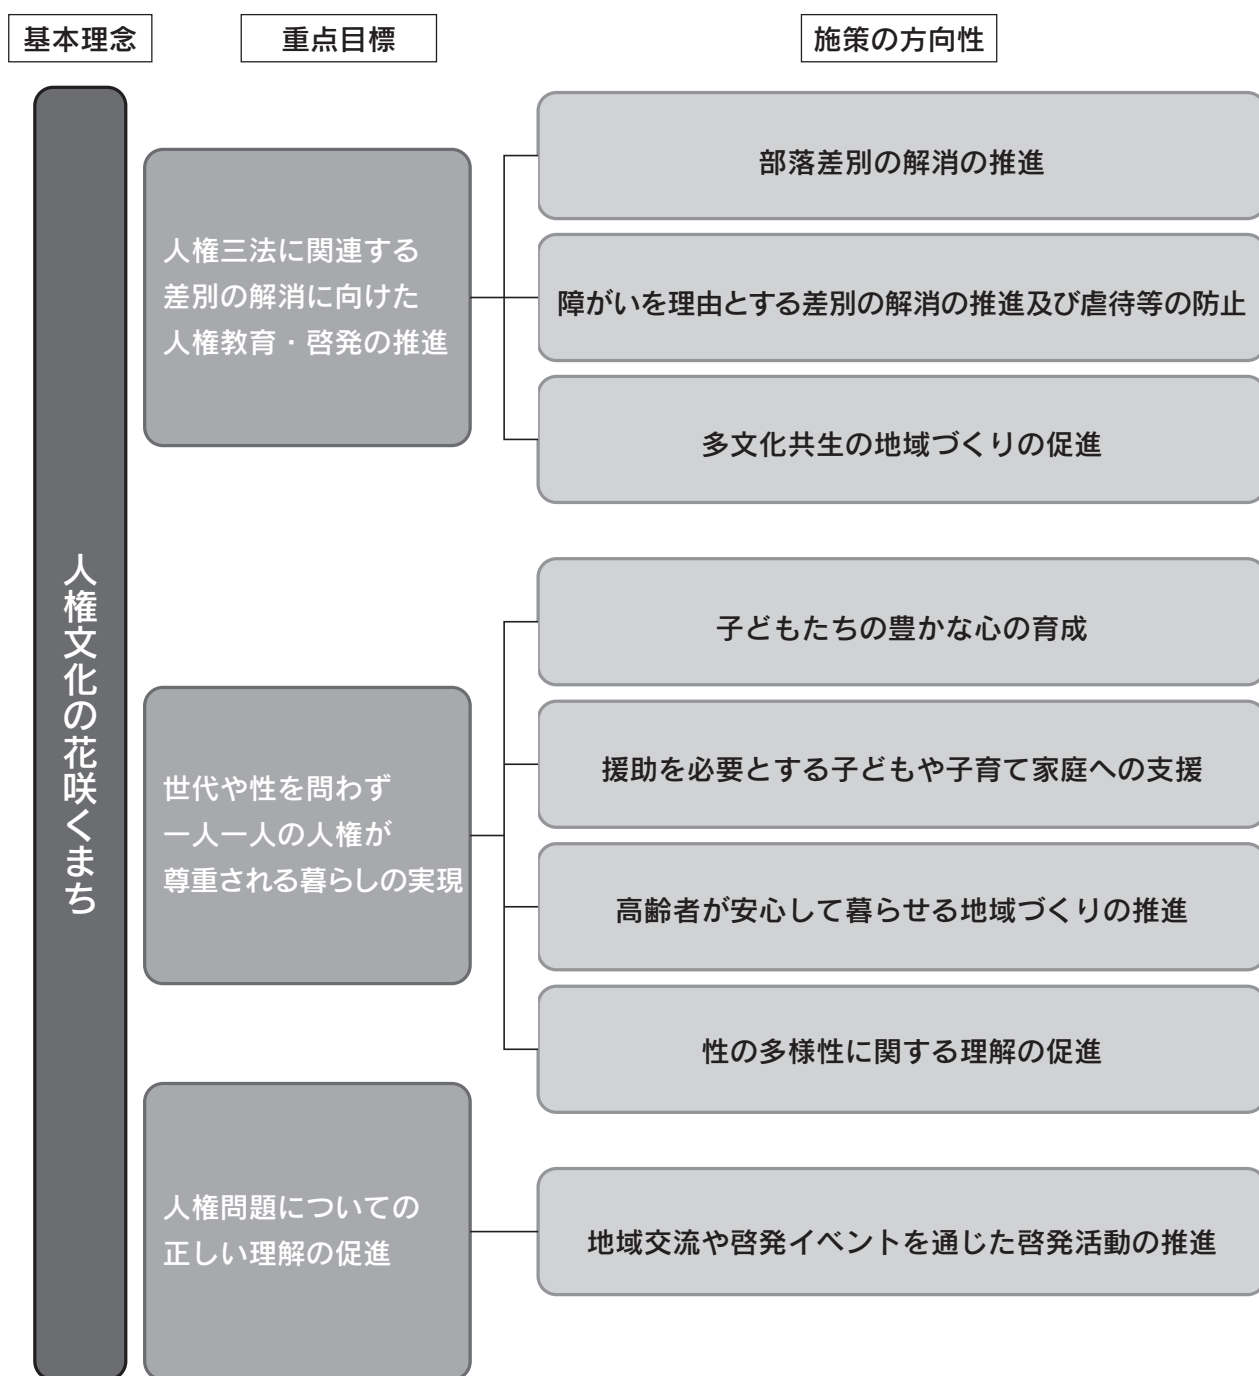 基本理念
重点目標
施策の方向性
人権文化の花咲くまち
人権三法に関連する
差別の解消に向けた
人権教育・啓発の推進
部落差別の解消の推進
障がいを理由とする差別の解消の推進及び虐待等の防止
多文化共生の地域づくりの促進
世代や性を問わず
一人一人の人権が
尊重される暮らしの実現
子どもたちの豊かな心の育成
援助を必要とする子どもや子育て家庭への支援
高齢者が安心して暮らせる地域づくりの推進
性の多様性に関する理解の促進
人権問題についての
正しい理解の促進
地域交流や啓発イベントを通じた啓発活動の推進